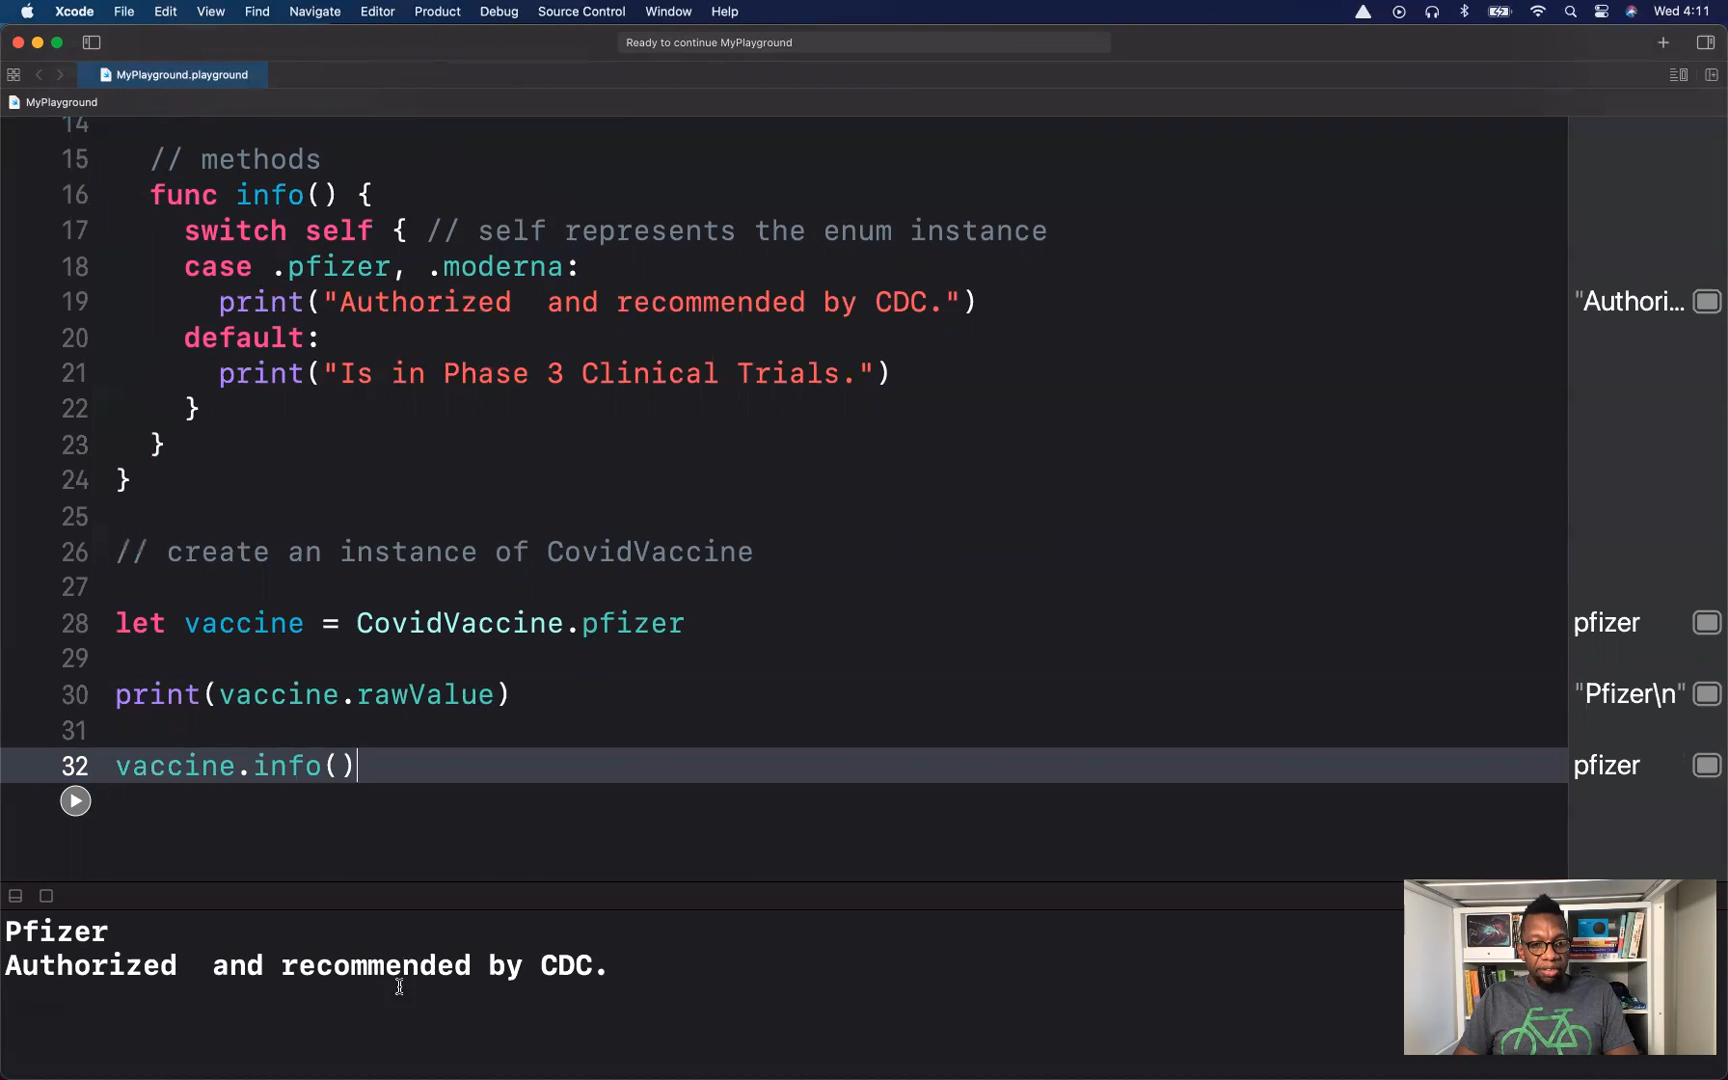 Xcode File Edit View Find Navigate Editor Product Debug Source Control Window Help Wed 4:11
Ready to continue MyPlayground
MyPlayground.playground
MyPlayground
14
15 // methods
16 func info() {
17 switch self { // self represents the enum instance
18 case .pfizer, .moderna:
19 print("Authorized  and recommended by CDC.") "Authori...
20 default:
21 print("Is in Phase 3 Clinical Trials.")
22 }
23 }
24 }
25
26 // create an instance of CovidVaccine
27
28 let vaccine = CovidVaccine.pfizer pfizer
29
30 print(vaccine.rawValue) "Pfizer\n"
31
32 vaccine.info() pfizer
Pfizer
Authorized  and recommended by CDC.